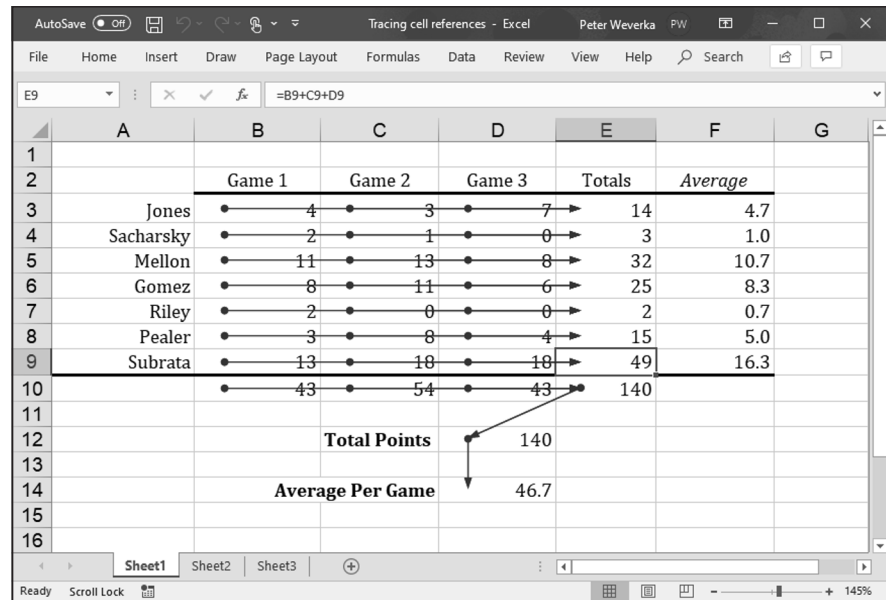 AutoSave Off Tracing cell references - Excel Peter Weverka PW
File Home Insert Draw Page Layout Formulas Data Review View Help Search
E9 fx =B9+C9+D9
A B C D E F G
1
2 Game 1 Game 2 Game 3 Totals Average
3 Jones 4 3 7 14 4.7
4 Sacharsky 2 1 0 3 1.0
5 Mellon 11 13 8 32 10.7
6 Gomez 8 11 6 25 8.3
7 Riley 2 0 0 2 0.7
8 Pealer 3 8 4 15 5.0
9 Subrata 13 18 18 49 16.3
10 43 54 43 140
11
12 Total Points 140
13
14 Average Per Game 46.7
15
16
Sheet1 Sheet2 Sheet3
Ready Scroll Lock 145%